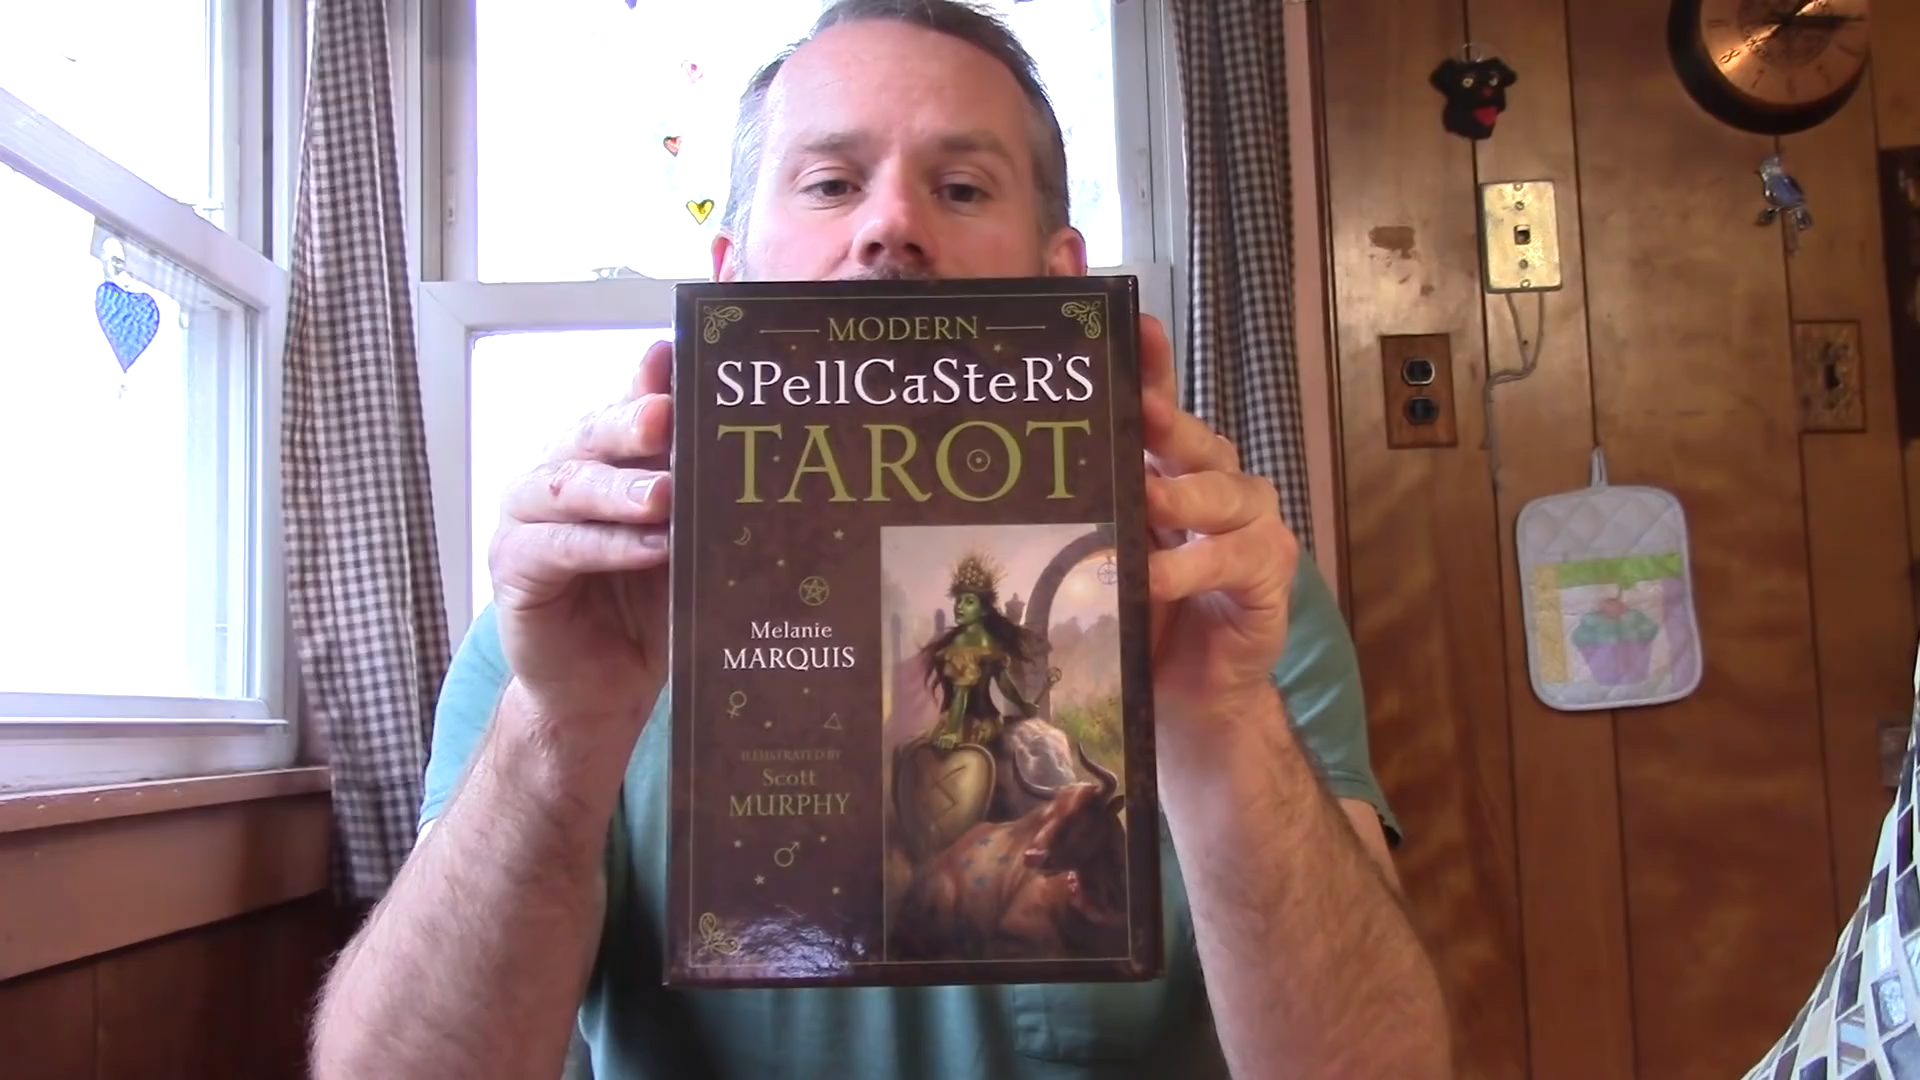 MODERN
SPellCaSteR'S
TAROT
Melanie
MARQUIS
ILLUSTRATED BY
Scott
MURPHY